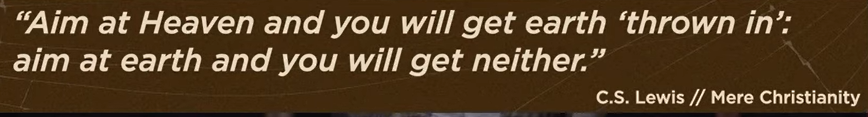 “Aim at Heaven and you will get earth ‘thrown in’:
aim at earth and you will get neither.”
C.S. Lewis // Mere Christianity